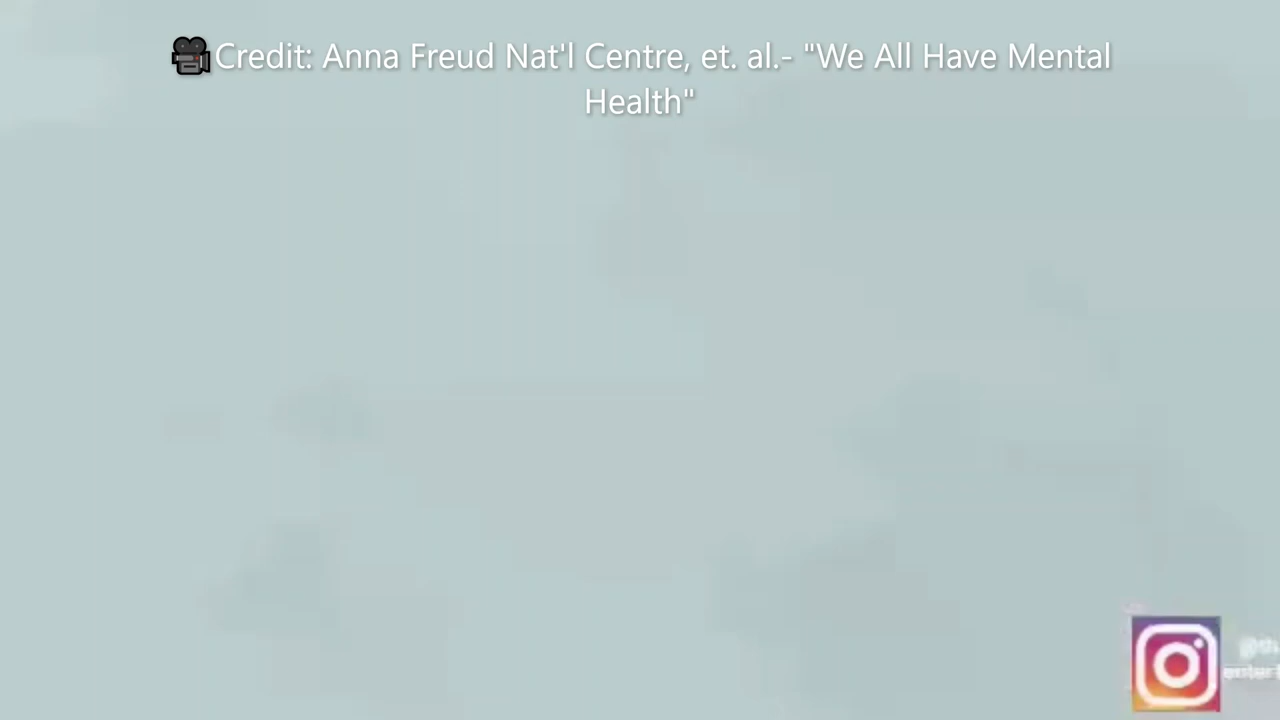 🎥Credit: Anna Freud Nat'l Centre, et. al.- "We All Have Mental
Health"